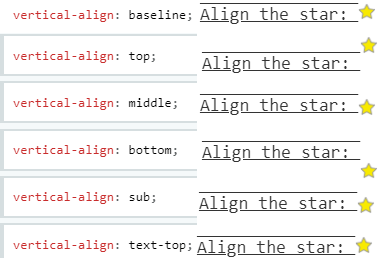 vertical-align: baseline; Align the star:
vertical-align: top; Align the star:
vertical-align: middle; Align the star:
vertical-align: bottom; Align the star:
vertical-align: sub; Align the star:
vertical-align: text-top; Align the star: